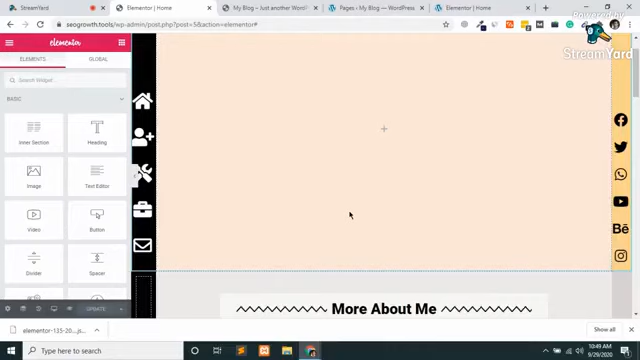 StreamYard
Elementor | Home
My Blog – Just another WordPr
Pages ‹ My Blog — WordPress
Elementor | Home
seogrowth.tools/wp-admin/post.php?post=5&action=elementor#
Powered by
StreamYard
elementor
ELEMENTS
GLOBAL
Search Widget
BASIC
Inner Section
Heading
Image
Text Editor
Video
Button
Divider
Spacer
Bē
More About Me
UPDATE
elementor-135-20....js...
Show all
Type here to search
10:49 AM
9/29/2020